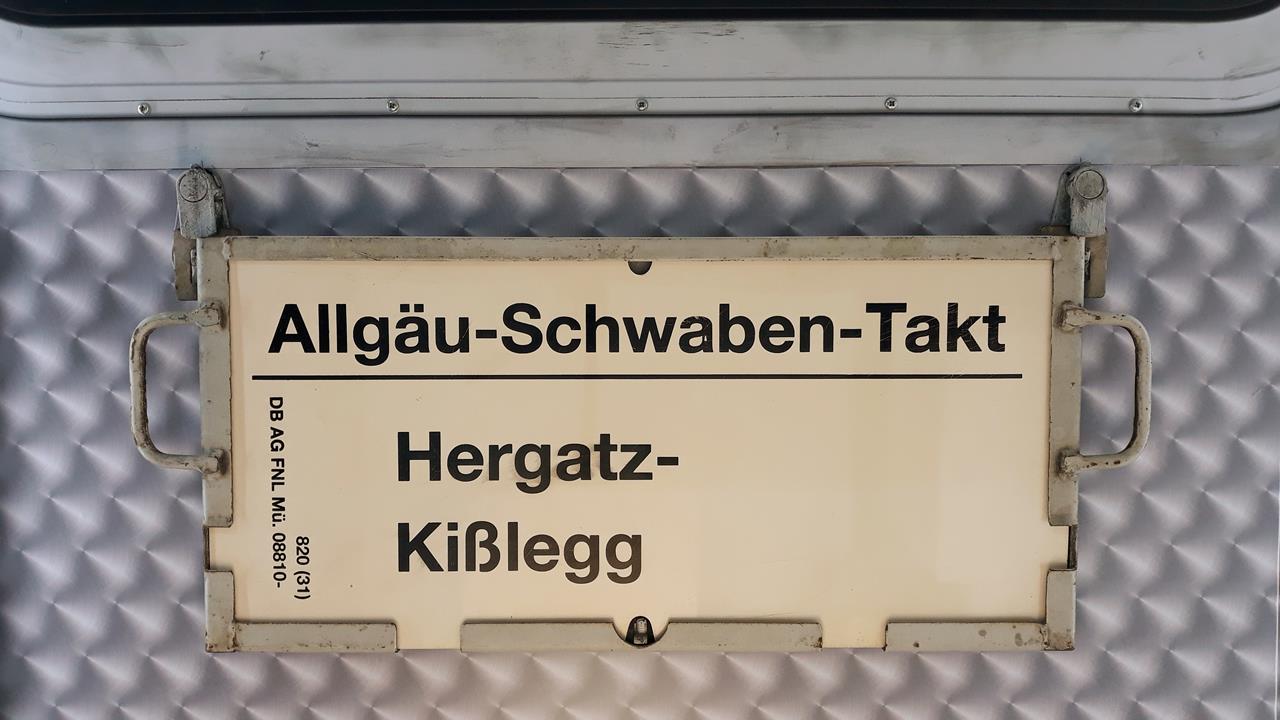 Allgäu-Schwaben-Takt
Hergatz-
Kißlegg
DB AG FNL Mü. 08810-
820 (31)